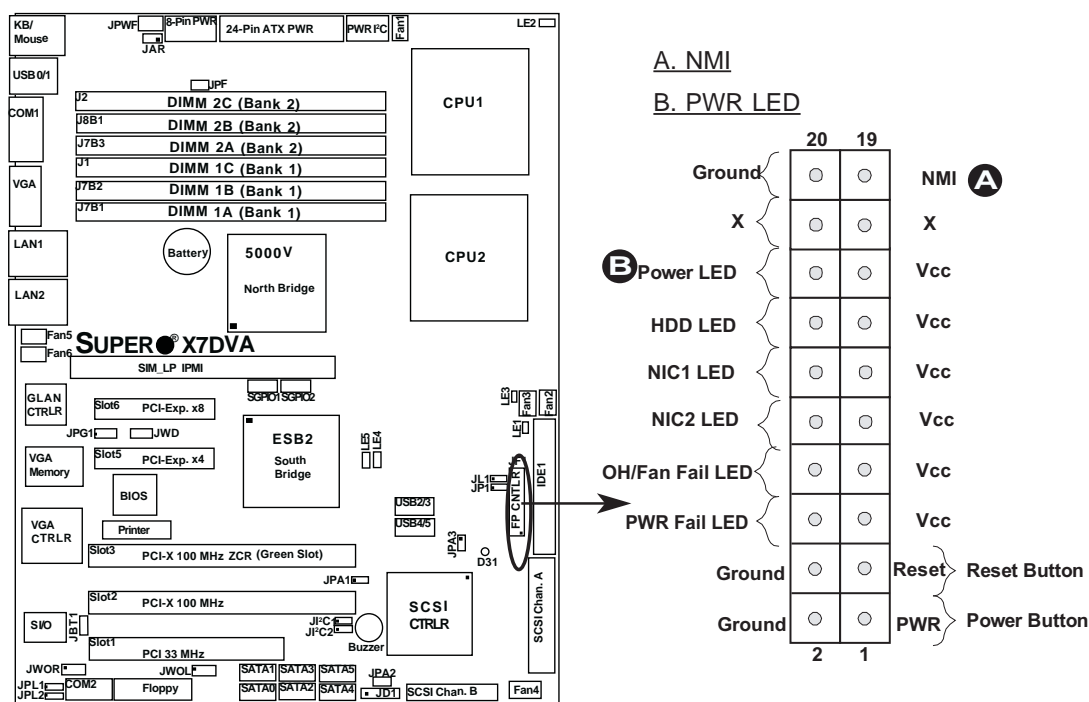 KB/
Mouse
JPWF
8-Pin PWR
24-Pin ATX PWR
PWR I²C
Fan1
LE2
JAR
USB0/1
JPF
COM1
J2 DIMM 2C (Bank 2)
J8B1 DIMM 2B (Bank 2)
J7B3 DIMM 2A (Bank 2)
J1 DIMM 1C (Bank 1)
J7B2 DIMM 1B (Bank 1)
J7B1 DIMM 1A (Bank 1)
CPU1
VGA
LAN1
LAN2
Battery
5000V
North Bridge
CPU2
Fan5
Fan6
SUPER ® X7DVA
SIM_LP IPMI
SGPIO1 SGPIO2
GLAN
CTRLR
Slot6 PCI-Exp. x8
JPG1
JWD
Slot5 PCI-Exp. x4
VGA
Memory
BIOS
Printer
VGA
CTRLR
ESB2
South
Bridge
LE5
LE4
LE3
Fan3
Fan2
LE1
IDE1
FP CNTLR
JL1
JP1
USB2/3
USB4/5
JPA3
D31
Slot3 PCI-X 100 MHz ZCR (Green Slot)
JPA1
Slot2 PCI-X 100 MHz
SI/O
JBT1
Slot1
PCI 33 MHz
JI²C1
JI²C2
Buzzer
SCSI
CTRLR
SCSI Chan. A
JWOR
JWOL
JPL1
JPL2
COM2
Floppy
SATA1 SATA3 SATA5
SATA0 SATA2 SATA4
JPA2
JD1
SCSI Chan. B
Fan4
A. NMI
B. PWR LED
20 19
Ground NMI A
X X
B Power LED Vcc
HDD LED Vcc
NIC1 LED Vcc
NIC2 LED Vcc
OH/Fan Fail LED Vcc
PWR Fail LED Vcc
Ground Reset Reset Button
Ground PWR Power Button
2 1